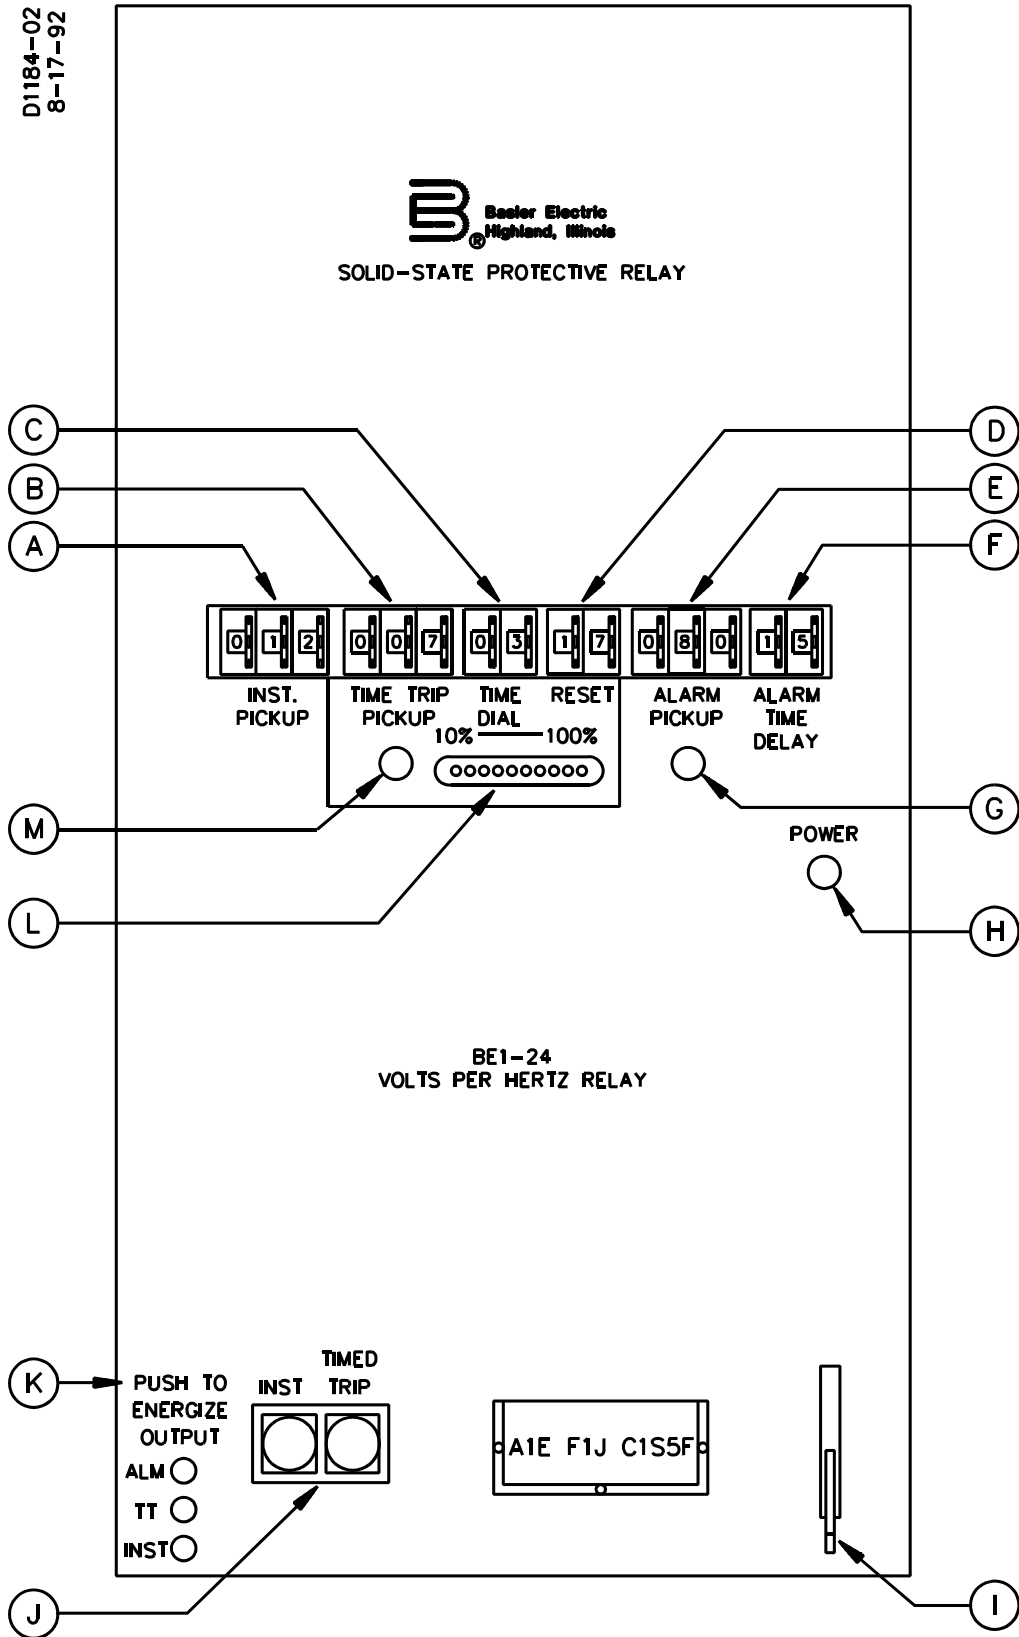 D1184-02
8-17-92
B
® Basler Electric
Highland, Illinois
SOLID-STATE PROTECTIVE RELAY
C
D
B
E
A
F
0 1 2 0 0 7 0 3 1 7 0 8 0 1 5
INST.
PICKUP
TIME TRIP
PICKUP
TIME
DIAL
RESET
ALARM
PICKUP
ALARM
TIME
DELAY
10% 100%
M
G
POWER
L
H
BE1-24
VOLTS PER HERTZ RELAY
K
PUSH TO
ENERGIZE
OUTPUT
ALM
TT
INST
INST
TIMED
TRIP
A1E F1J C1S5F
J
I